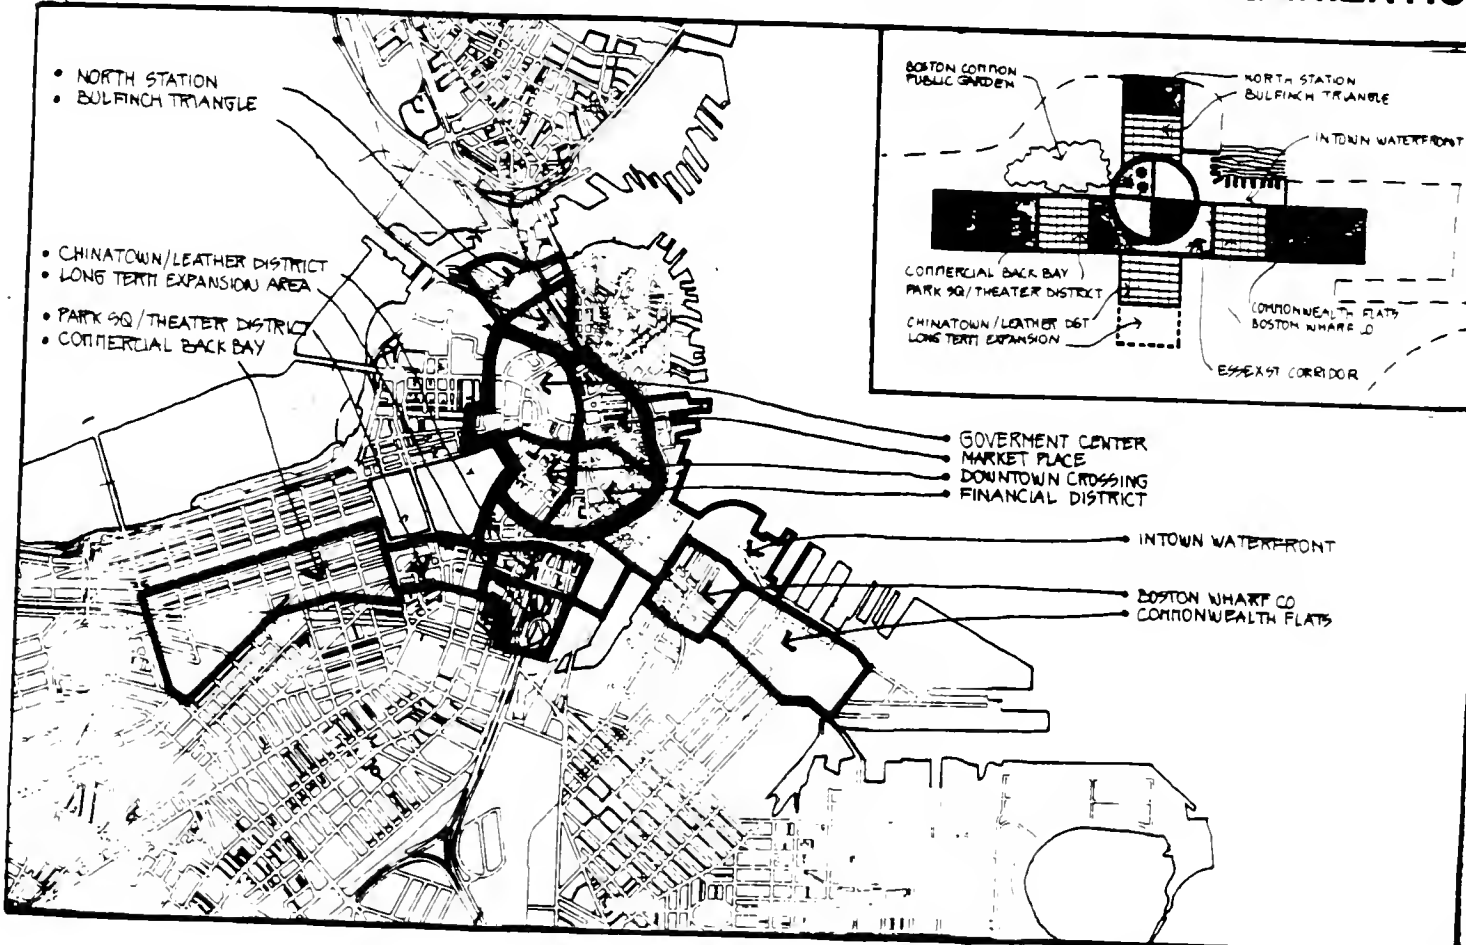 • NORTH STATION
• BULFINCH TRIANGLE
• CHINATOWN/LEATHER DISTRICT
• LONG TERM EXPANSION AREA
• PARK SQ/THEATER DISTRICT
• COMMERCIAL BACK BAY
• GOVERMENT CENTER
• MARKET PLACE
• DOWNTOWN CROSSING
• FINANCIAL DISTRICT
• INTOWN WATERFRONT
• BOSTON WHARF CO
• COMMONWEALTH FLATS
BOSTON COMMON
PUBLIC GARDEN
NORTH STATION
BULFINCH TRIANGLE
INTOWN WATERFRONT
COMMERCIAL BACK BAY
PARK SQ/THEATER DISTRICT
CHINATOWN/LEATHER DST
LONG TERM EXPANSION
COMMONWEALTH FLATS
BOSTON WHARF CO
ESSEX ST CORRIDOR